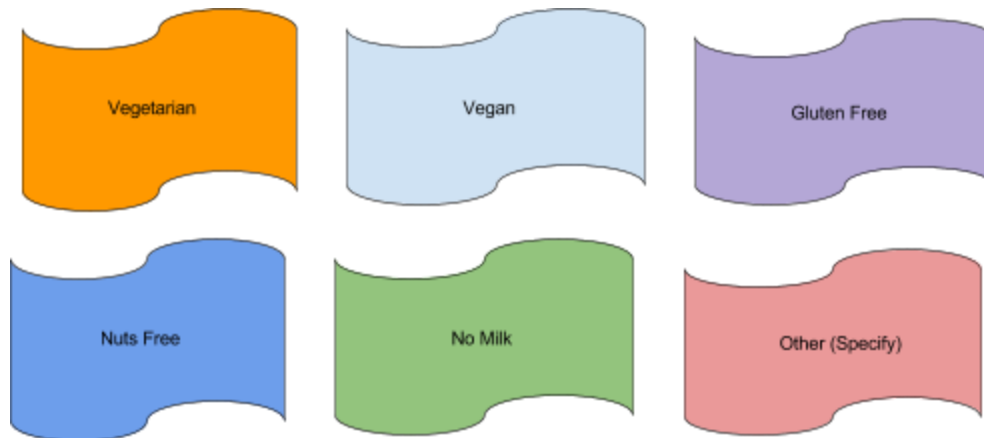 Vegetarian
Vegan
Gluten Free
Nuts Free
No Milk
Other (Specify)